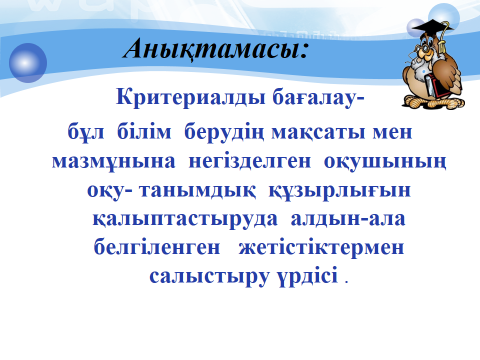 Анықтамасы:
Критериалды бағалау-
бұл білім берудің мақсаты мен
мазмұнына негізделген оқушының
оқу- танымдық құзырлығын
қалыптастыруда алдын-ала
белгіленген жетістіктермен
салыстыру үрдісі .